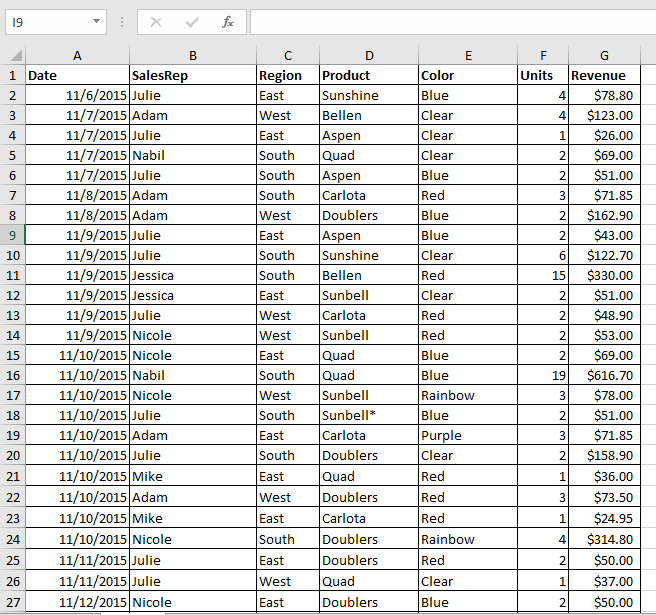 I9 fx
A B C D E F G
1 Date SalesRep Region Product Color Units Revenue
2 11/6/2015 Julie East Sunshine Blue 4 $78.80
3 11/7/2015 Adam West Bellen Clear 4 $123.00
4 11/7/2015 Julie East Aspen Clear 1 $26.00
5 11/7/2015 Nabil South Quad Clear 2 $69.00
6 11/7/2015 Julie South Aspen Blue 2 $51.00
7 11/8/2015 Adam South Carlota Red 3 $71.85
8 11/8/2015 Adam West Doublers Blue 2 $162.90
9 11/9/2015 Julie East Aspen Blue 2 $43.00
10 11/9/2015 Julie South Sunshine Clear 6 $122.70
11 11/9/2015 Jessica South Bellen Red 15 $330.00
12 11/9/2015 Jessica East Sunbell Clear 2 $51.00
13 11/9/2015 Julie West Carlota Red 2 $48.90
14 11/9/2015 Nicole West Sunbell Red 2 $53.00
15 11/10/2015 Nicole East Quad Blue 2 $69.00
16 11/10/2015 Nabil South Quad Blue 19 $616.70
17 11/10/2015 Nicole West Sunbell Rainbow 3 $78.00
18 11/10/2015 Julie South Sunbell* Blue 2 $51.00
19 11/10/2015 Adam East Carlota Purple 3 $71.85
20 11/10/2015 Julie South Doublers Clear 2 $158.90
21 11/10/2015 Mike East Quad Red 1 $36.00
22 11/10/2015 Adam West Doublers Red 3 $73.50
23 11/10/2015 Mike East Carlota Red 1 $24.95
24 11/10/2015 Nicole South Doublers Rainbow 4 $314.80
25 11/11/2015 Julie East Doublers Red 2 $50.00
26 11/11/2015 Julie West Quad Clear 1 $37.00
27 11/12/2015 Nicole East Doublers Blue 2 $50.00